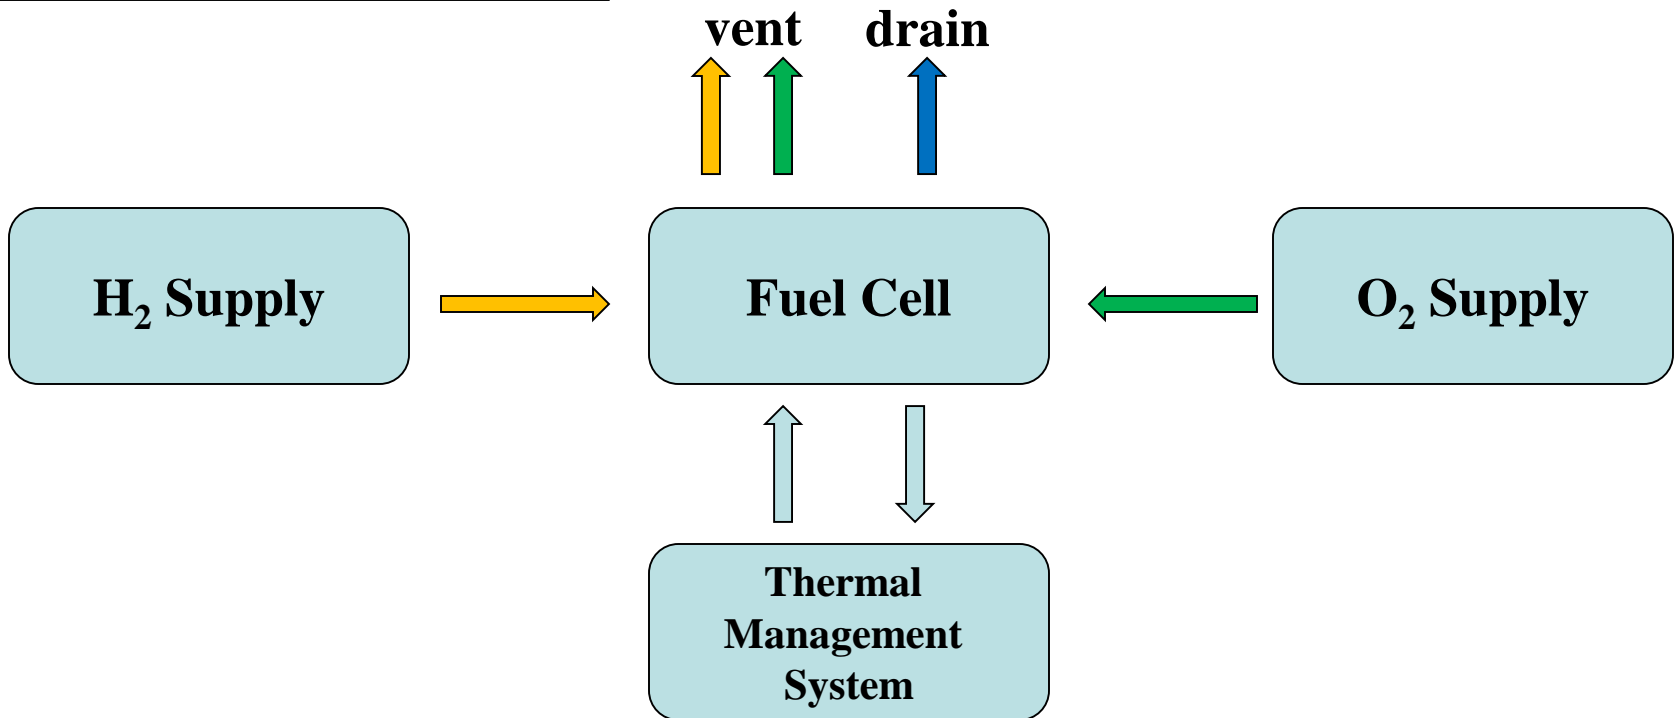 vent drain
H₂ Supply Fuel Cell O₂ Supply
Thermal
Management
System